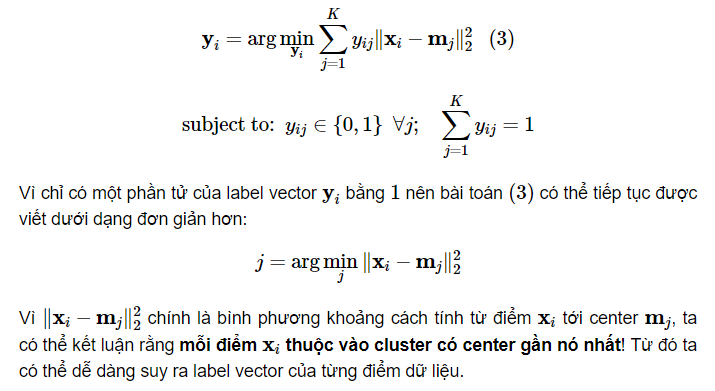 $$\mathbf{y}_i = \arg\min_{\mathbf{y}_i} \sum_{j=1}^{K} y_{ij} \|\mathbf{x}_i - \mathbf{m}_j\|_2^2 \quad (3)$$
$$\text{subject to: } y_{ij} \in \{0, 1\} \ \forall j; \quad \sum_{j=1}^{K} y_{ij} = 1$$
Vì chỉ có một phần tử của label vector $\mathbf{y}_i$ bằng $1$ nên bài toán $(3)$ có thể tiếp tục được
viết dưới dạng đơn giản hơn:
$$j = \arg\min_{j} \|\mathbf{x}_i - \mathbf{m}_j\|_2^2$$
Vì $\|\mathbf{x}_i - \mathbf{m}_j\|_2^2$ chính là bình phương khoảng cách tính từ điểm $\mathbf{x}_i$ tới center $\mathbf{m}_j$, ta
có thể kết luận rằng mỗi điểm $\mathbf{x}_i$ thuộc vào cluster có center gần nó nhất! Từ đó ta
có thể dễ dàng suy ra label vector của từng điểm dữ liệu.